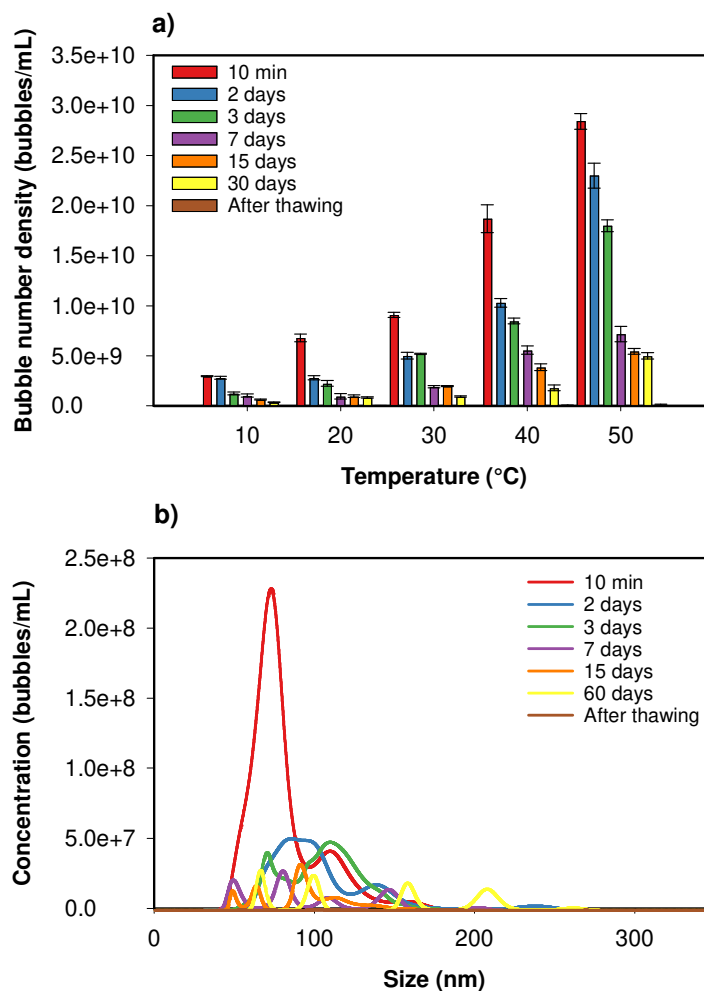 a)
Bubble number density (bubbles/mL)
3.5e+10
3.0e+10
2.5e+10
2.0e+10
1.5e+10
1.0e+10
5.0e+9
0.0
10 min
2 days
3 days
7 days
15 days
30 days
After thawing
10 20 30 40 50
Temperature (°C)
b)
Concentration (bubbles/mL)
2.5e+8
2.0e+8
1.5e+8
1.0e+8
5.0e+7
0.0
10 min
2 days
3 days
7 days
15 days
60 days
After thawing
0 100 200 300
Size (nm)